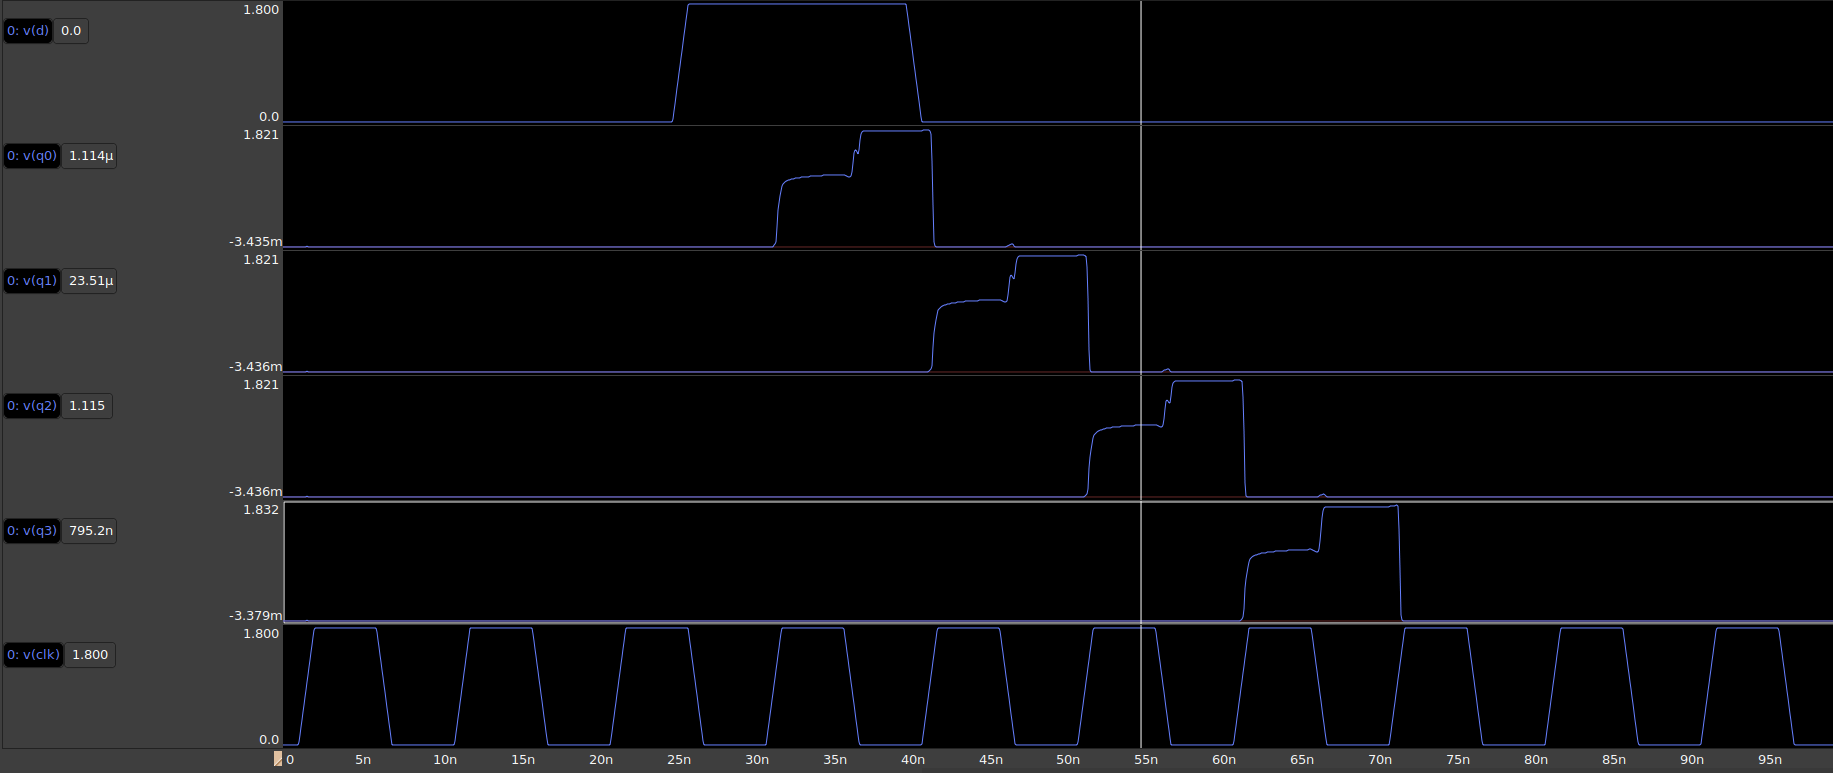 1.800
0: v(d) 0.0
0.0
1.821
0: v(q0) 1.114µ
-3.435m
1.821
0: v(q1) 23.51µ
-3.436m
1.821
0: v(q2) 1.115
-3.436m
1.832
0: v(q3) 795.2n
-3.379m
1.800
0: v(clk) 1.800
0.0
0 5n 10n 15n 20n 25n 30n 35n 40n 45n 50n 55n 60n 65n 70n 75n 80n 85n 90n 95n